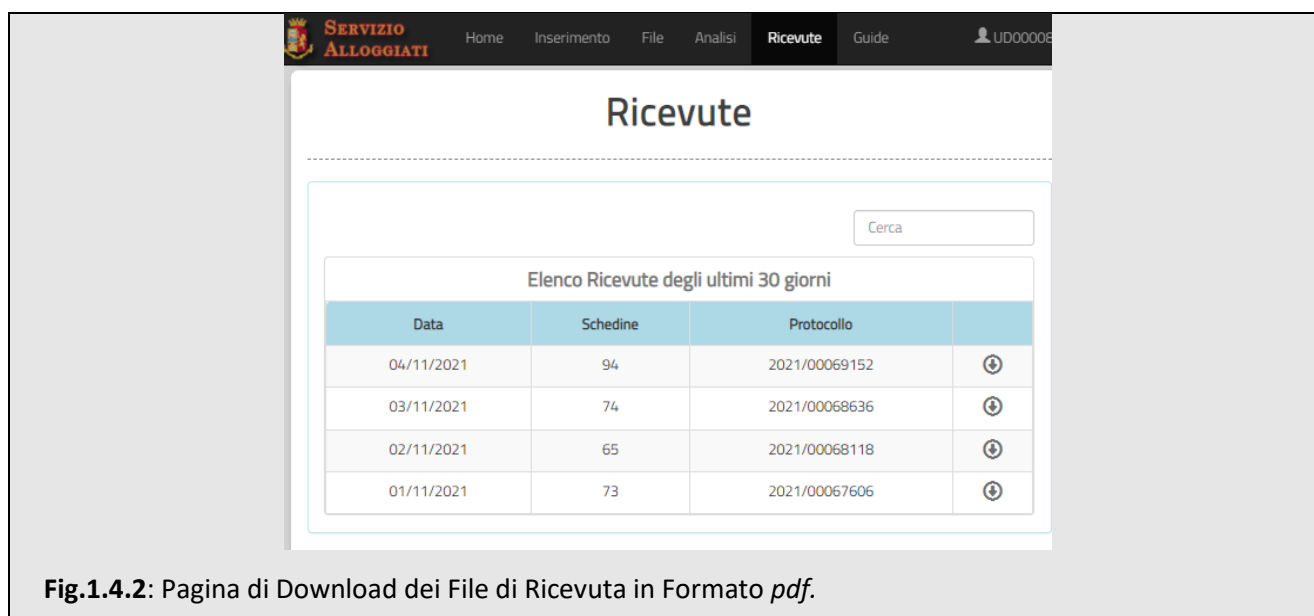 SERVIZIO ALLOGGIATI
Home Inserimento File Analisi Ricevute Guide UD00008
Ricevute
Cerca
Elenco Ricevute degli ultimi 30 giorni
Data Schedine Protocollo
04/11/2021 94 2021/00069152
03/11/2021 74 2021/00068636
02/11/2021 65 2021/00068118
01/11/2021 73 2021/00067606
Fig.1.4.2: Pagina di Download dei File di Ricevuta in Formato pdf.